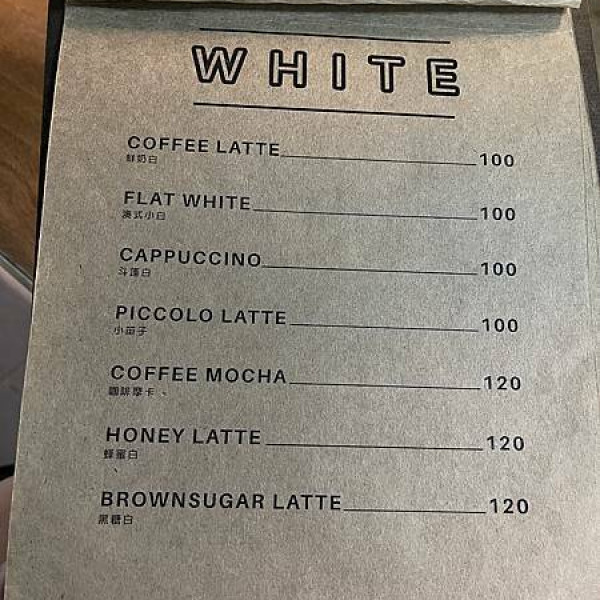 WHITE
COFFEE LATTE 100
鮮奶白
FLAT WHITE 100
澳式小白
CAPPUCCINO 100
斗篷白
PICCOLO LATTE 100
小笛子
COFFEE MOCHA 120
咖啡摩卡
HONEY LATTE 120
蜂蜜白
BROWNSUGAR LATTE 120
黑糖白